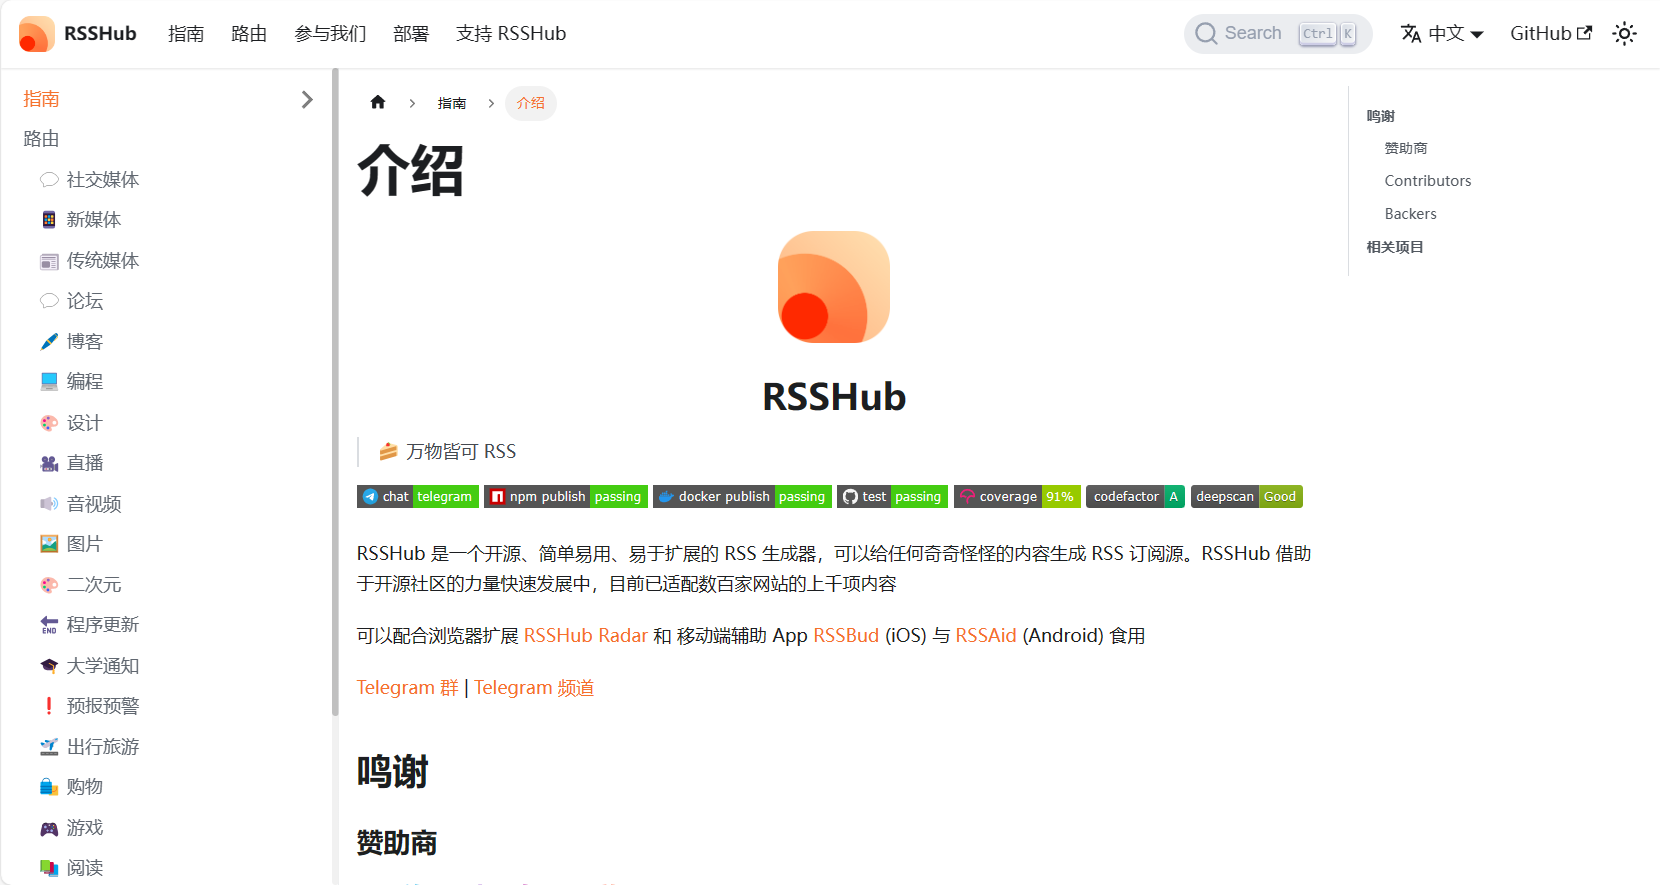 RSSHub 指南 路由 参与我们 部署 支持 RSSHub Search Ctrl K 中文 GitHub
指南
路由
社交媒体
新媒体
传统媒体
论坛
博客
编程
设计
直播
音视频
图片
二次元
程序更新
大学通知
预报预警
出行旅游
购物
游戏
阅读
指南 介绍
介绍
RSSHub
万物皆可 RSS
chat telegram npm publish passing docker publish passing test passing coverage 91% codefactor A deepscan Good
RSSHub 是一个开源、简单易用、易于扩展的 RSS 生成器，可以给任何奇奇怪怪的内容生成 RSS 订阅源。RSSHub 借助
于开源社区的力量快速发展中，目前已适配数百家网站的上千项内容
可以配合浏览器扩展 RSSHub Radar 和 移动端辅助 App RSSBud (iOS) 与 RSSAid (Android) 食用
Telegram 群 | Telegram 频道
鸣谢
赞助商
鸣谢
赞助商
Contributors
Backers
相关项目